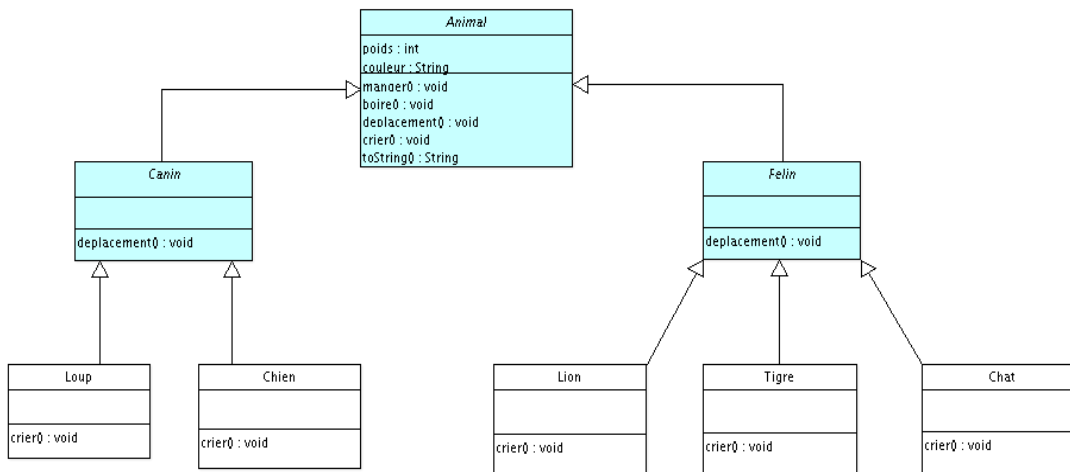 Animal
poids : int
couleur : String
manger() : void
boire() : void
deplacement() : void
crier() : void
toString() : String
Canin
deplacement() : void
Felin
deplacement() : void
Loup
crier() : void
Chien
crier() : void
Lion
crier() : void
Tigre
crier() : void
Chat
crier() : void